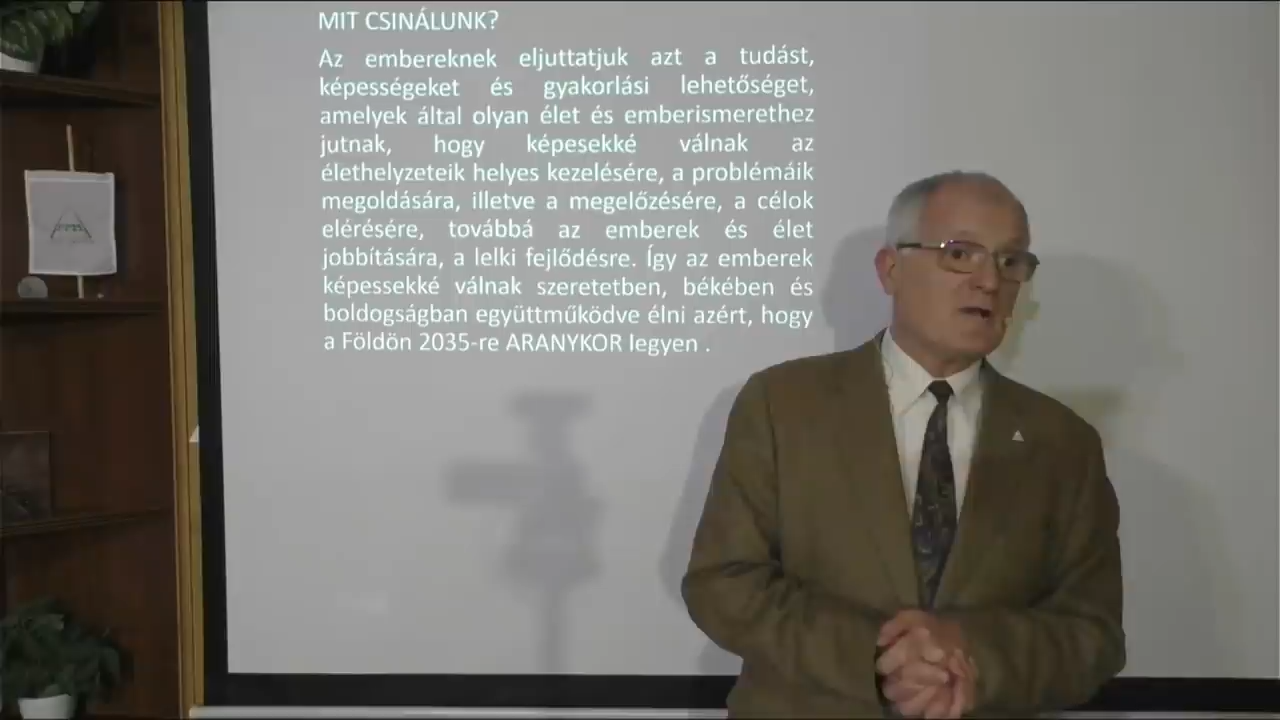 MIT CSINÁLUNK?
Az embereknek eljuttatjuk azt a tudást,
képességeket és gyakorlási lehetőséget,
amelyek által olyan élet és emberismerethez
jutnak, hogy képesekké válnak az
élethelyzeteik helyes kezelésére, a problémáik
megoldására, illetve a megelőzésére, a célok
elérésére, továbbá az emberek és élet
jobbítására, a lelki fejlődésre. Így az emberek
képessekké válnak szeretetben, békében és
boldogságban együttműködve élni azért, hogy
a Földön 2035-re ARANYKOR legyen .